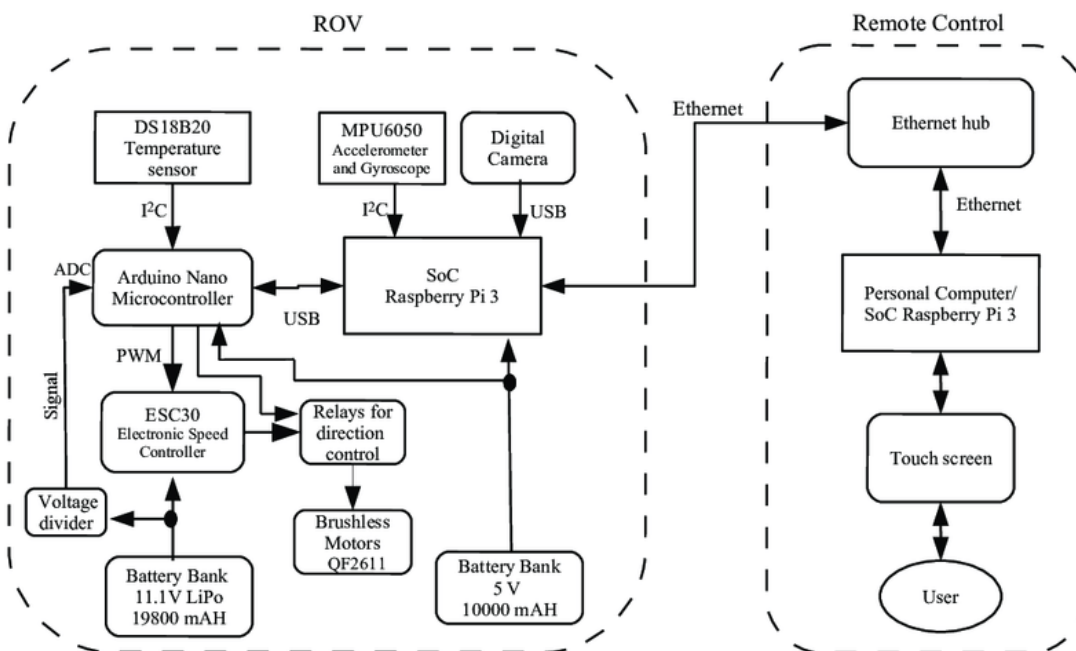 ROV
Remote Control
DS18B20
Temperature
sensor
MPU6050
Accelerometer
and Gyroscope
Digital
Camera
Ethernet
Ethernet hub
I²C
I²C
USB
Ethernet
ADC
Arduino Nano
Microcontroller
USB
SoC
Raspberry Pi 3
Personal Computer/
SoC Raspberry Pi 3
PWM
Signal
ESC30
Electronic Speed
Controller
Relays for
direction
control
Touch screen
Voltage
divider
Brushless
Motors
QF2611
Battery Bank
11.1V LiPo
19800 mAH
Battery Bank
5 V
10000 mAH
User